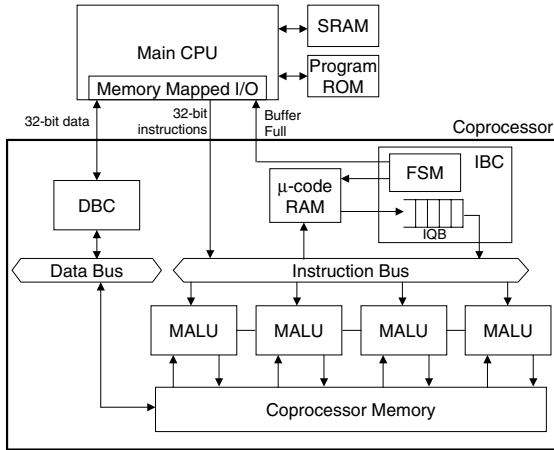 Main CPU
SRAM
Program
ROM
Memory Mapped I/O
32-bit data
32-bit
instructions
Buffer
Full
Coprocessor
IBC
FSM
μ-code
RAM
IQB
DBC
Data Bus
Instruction Bus
MALU
MALU
MALU
MALU
Coprocessor Memory